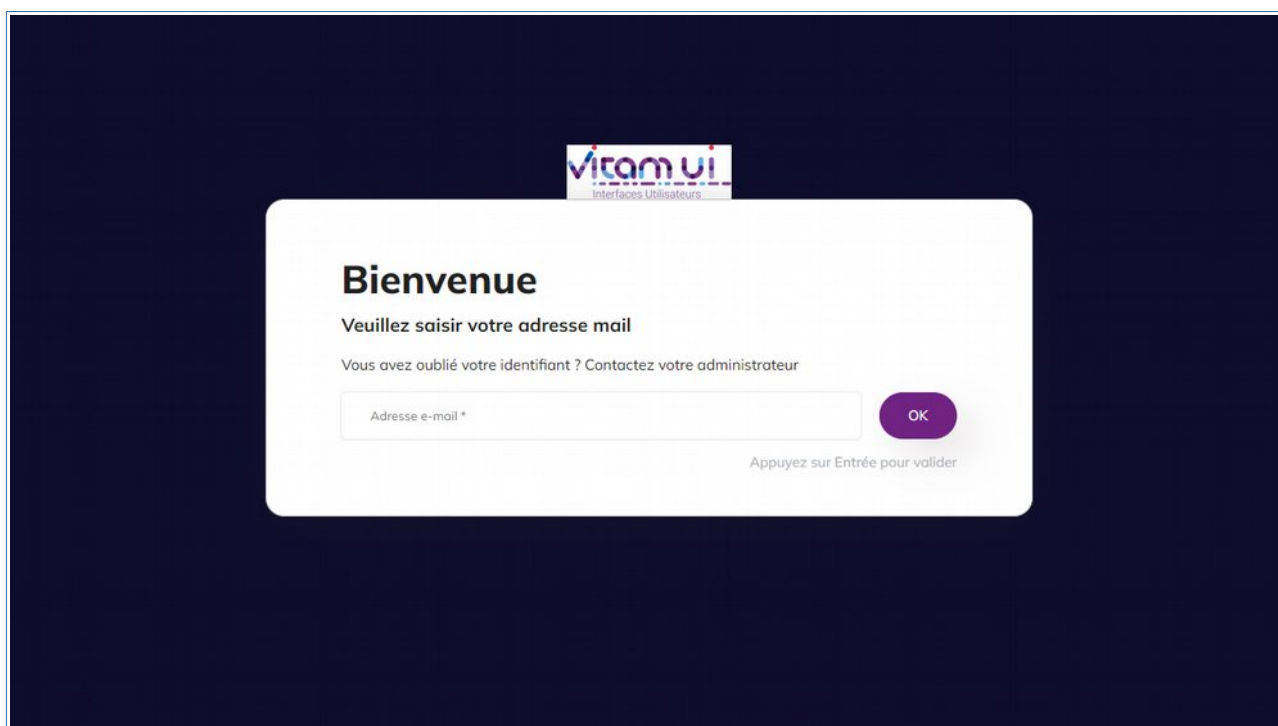 vitam ui
Interfaces Utilisateurs
Bienvenue
Veuillez saisir votre adresse mail
Vous avez oublié votre identifiant ? Contactez votre administrateur
Adresse e-mail *
OK
Appuyez sur Entrée pour valider